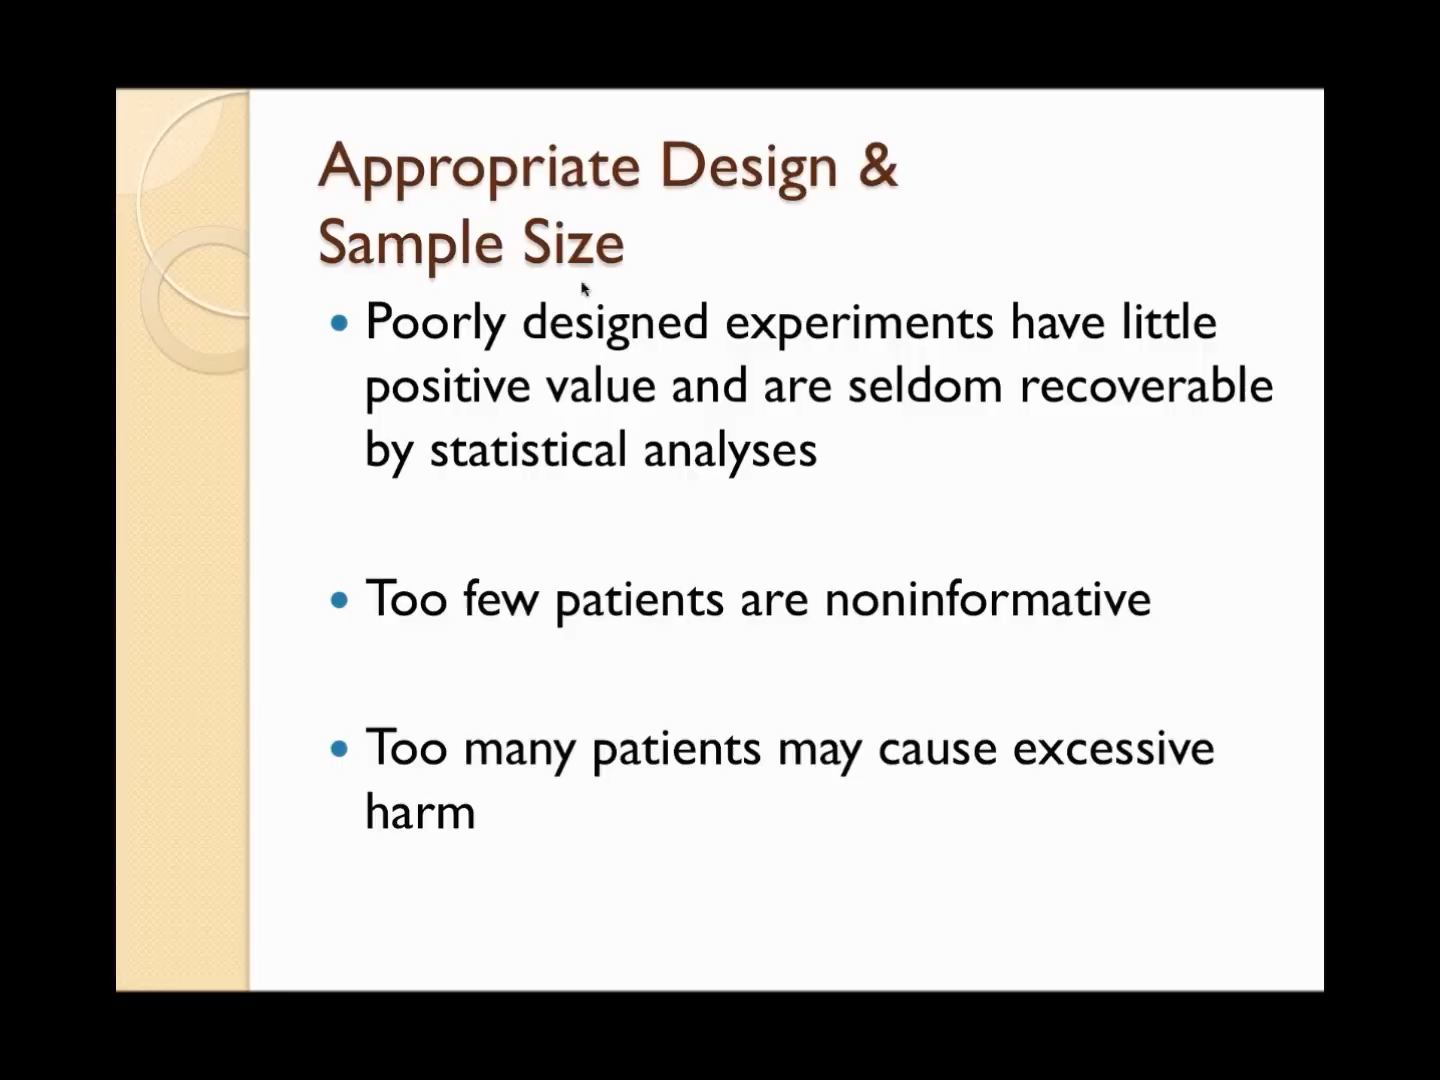 Appropriate Design &
Sample Size
• Poorly designed experiments have little
positive value and are seldom recoverable
by statistical analyses
• Too few patients are noninformative
• Too many patients may cause excessive
harm